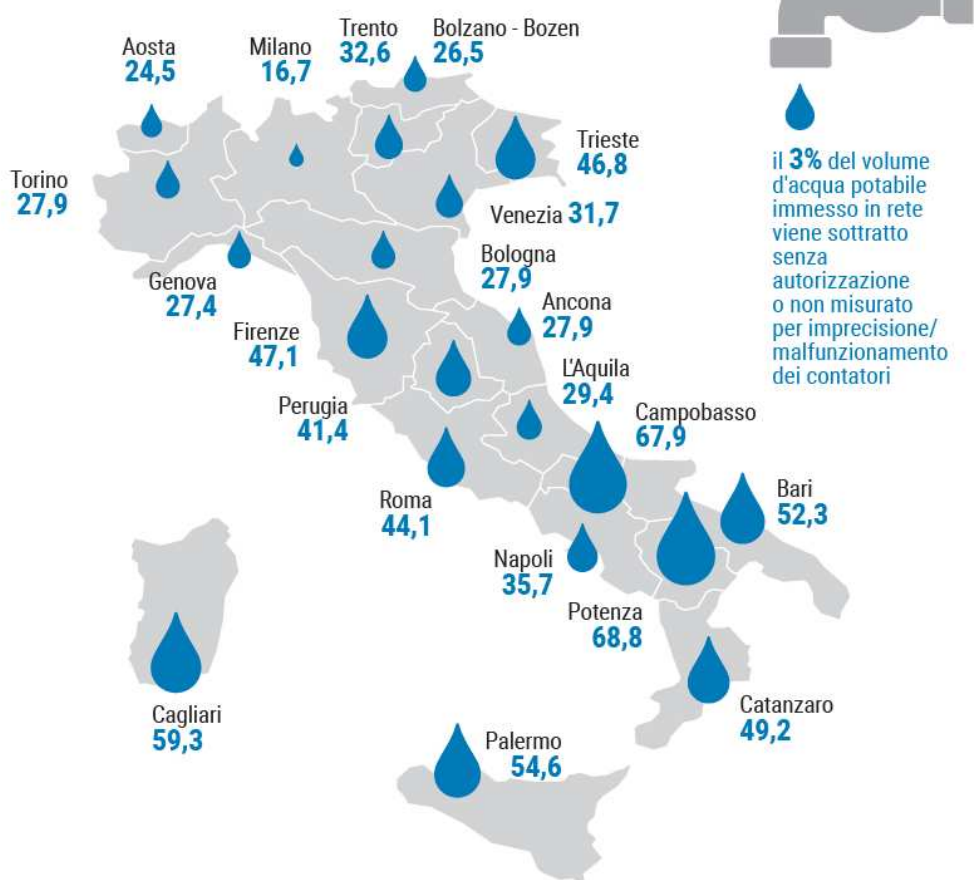 Trento
32,6
Bolzano - Bozen
26,5
Aosta
24,5
Milano
16,7
Trieste
46,8
Torino
27,9
Venezia 31,7
Genova
27,4
Bologna
27,9
Ancona
27,9
Firenze
47,1
L'Aquila
29,4
Perugia
41,4
Campobasso
67,9
Roma
44,1
Bari
52,3
Napoli
35,7
Potenza
68,8
Cagliari
59,3
Catanzaro
49,2
Palermo
54,6
il 3% del volume
d'acqua potabile
immesso in rete
viene sottratto
senza
autorizzazione
o non misurato
per imprecisione/
malfunzionamento
dei contatori